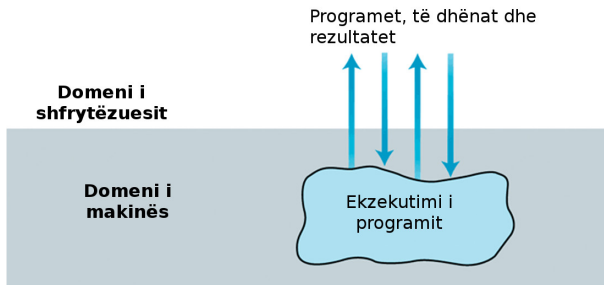 Programet, të dhënat dhe
rezultatet
Domeni i
shfrytëzuesit
Domeni i
makinës
Ekzekutimi i
programit